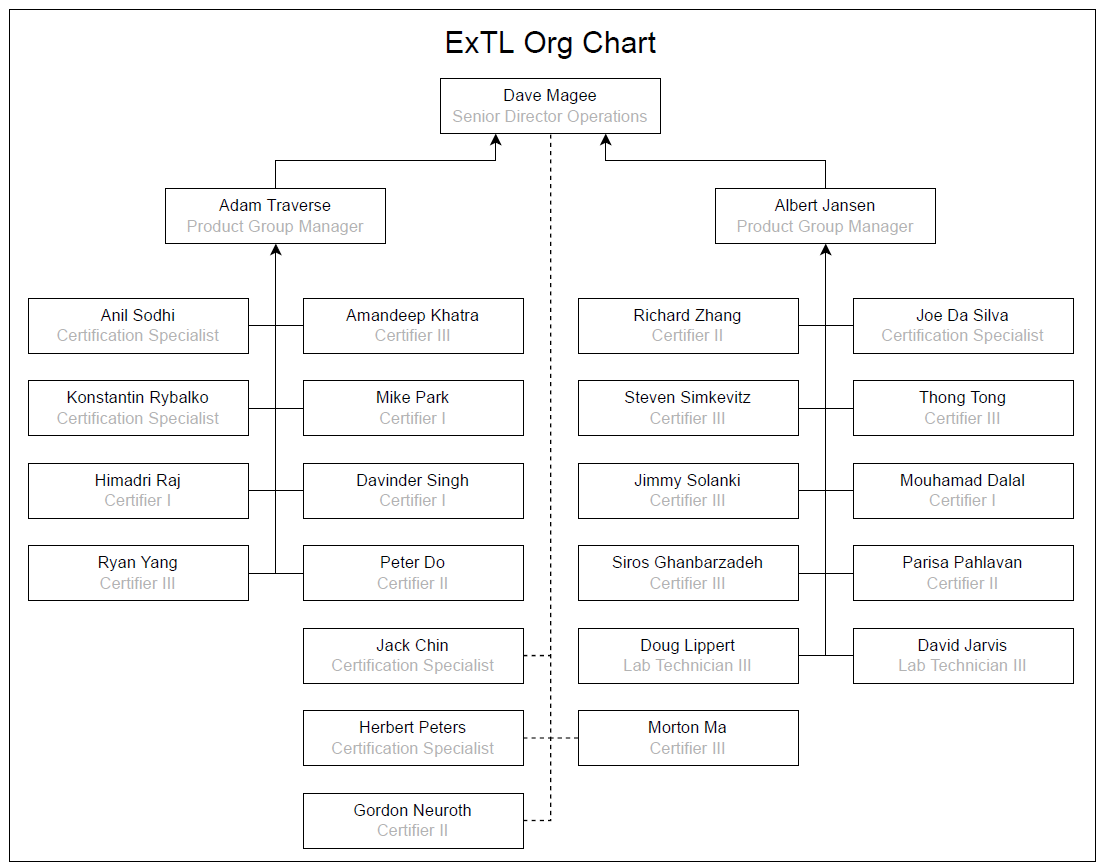 ExTL Org Chart
Dave Magee
Senior Director Operations
Adam Traverse
Product Group Manager
Albert Jansen
Product Group Manager
Anil Sodhi
Certification Specialist
Amandeep Khatra
Certifier III
Richard Zhang
Certifier II
Joe Da Silva
Certification Specialist
Konstantin Rybalko
Certification Specialist
Mike Park
Certifier I
Steven Simkevitz
Certifier III
Thong Tong
Certifier III
Himadri Raj
Certifier I
Davinder Singh
Certifier I
Jimmy Solanki
Certifier III
Mouhamad Dalal
Certifier I
Ryan Yang
Certifier III
Peter Do
Certifier II
Siros Ghanbarzadeh
Certifier III
Parisa Pahlavan
Certifier II
Jack Chin
Certification Specialist
Doug Lippert
Lab Technician III
David Jarvis
Lab Technician III
Herbert Peters
Certification Specialist
Morton Ma
Certifier III
Gordon Neuroth
Certifier II